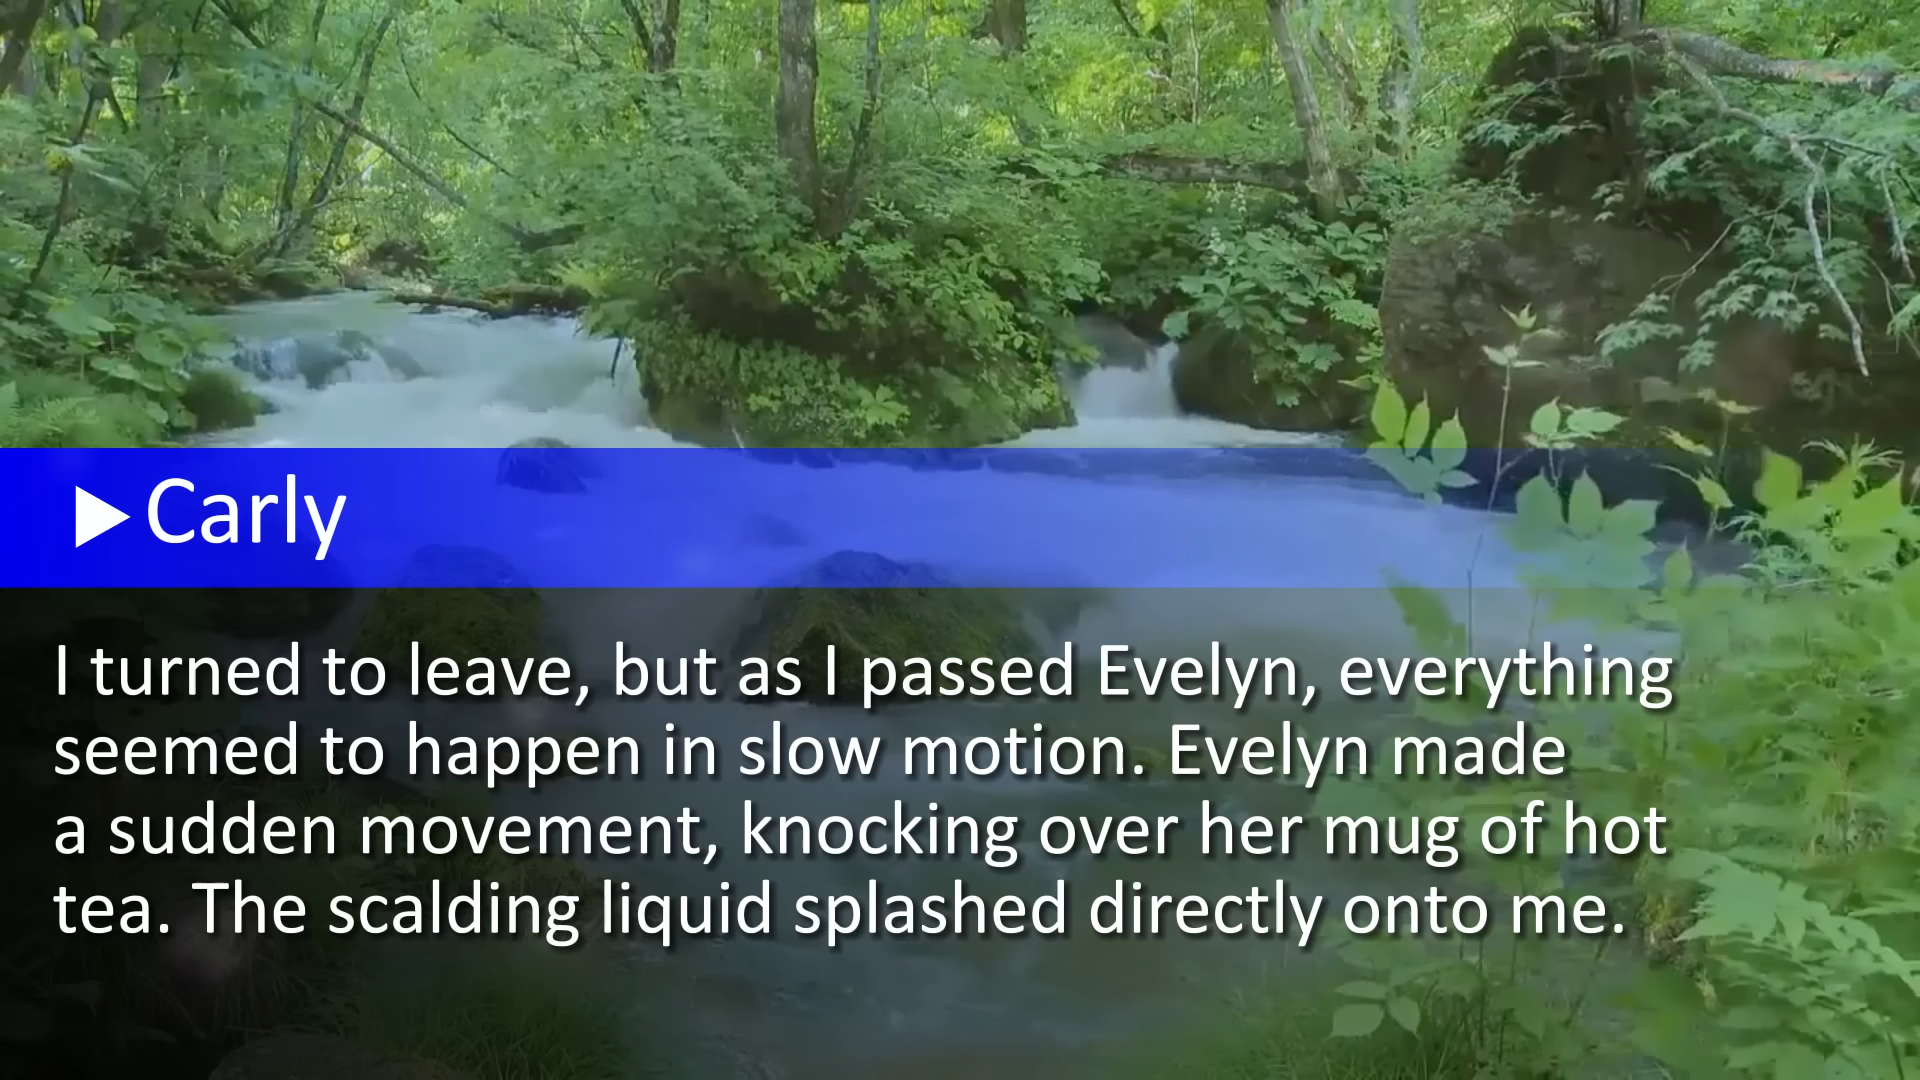 Carly
I turned to leave, but as I passed Evelyn, everything
seemed to happen in slow motion. Evelyn made
a sudden movement, knocking over her mug of hot
tea. The scalding liquid splashed directly onto me.